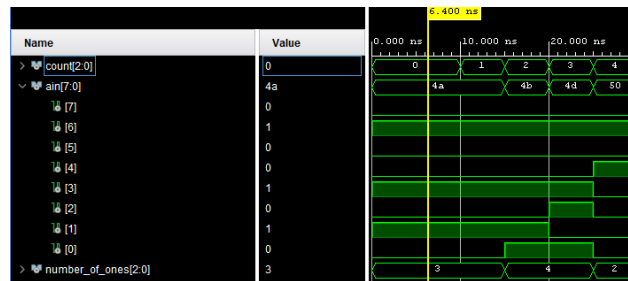 6.400 ns
Name Value 0.000 ns 10.000 ns 20.000 ns
count[2:0] 0 0 1 2 3 4
ain[7:0] 4a 4a 4b 4d 50
[7] 0
[6] 1
[5] 0
[4] 0
[3] 1
[2] 0
[1] 1
[0] 0
number_of_ones[2:0] 3 3 4 2